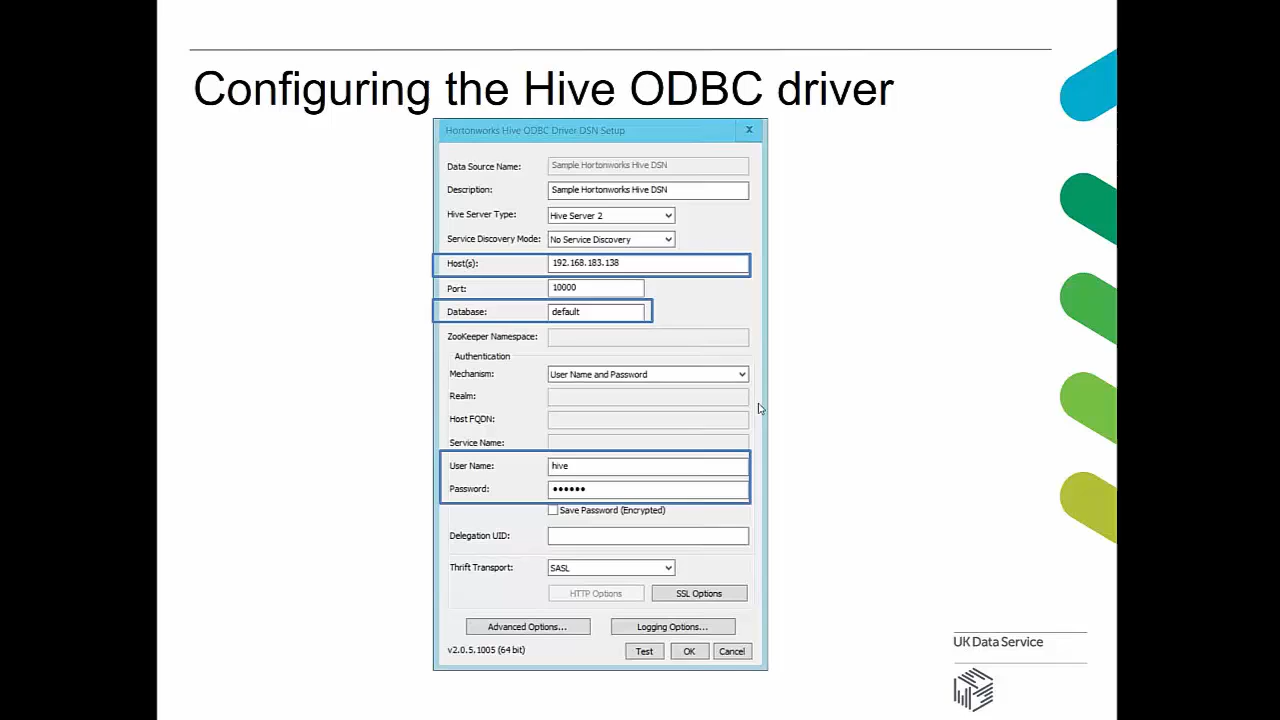 Configuring the Hive ODBC driver
Hortonworks Hive ODBC Driver DSN Setup
X
Data Source Name: Sample Hortonworks Hive DSN
Description: Sample Hortonworks Hive DSN
Hive Server Type: Hive Server 2
Service Discovery Mode: No Service Discovery
Host(s): 192.168.183.138
Port: 10000
Database: default
ZooKeeper Namespace:
Authentication
Mechanism: User Name and Password
Realm:
Host FQDN:
Service Name:
User Name: hive
Password: ••••••
Save Password (Encrypted)
Delegation UID:
Thrift Transport: SASL
HTTP Options SSL Options
Advanced Options... Logging Options...
v2.0.5.1005 (64 bit) Test OK Cancel
UK Data Service